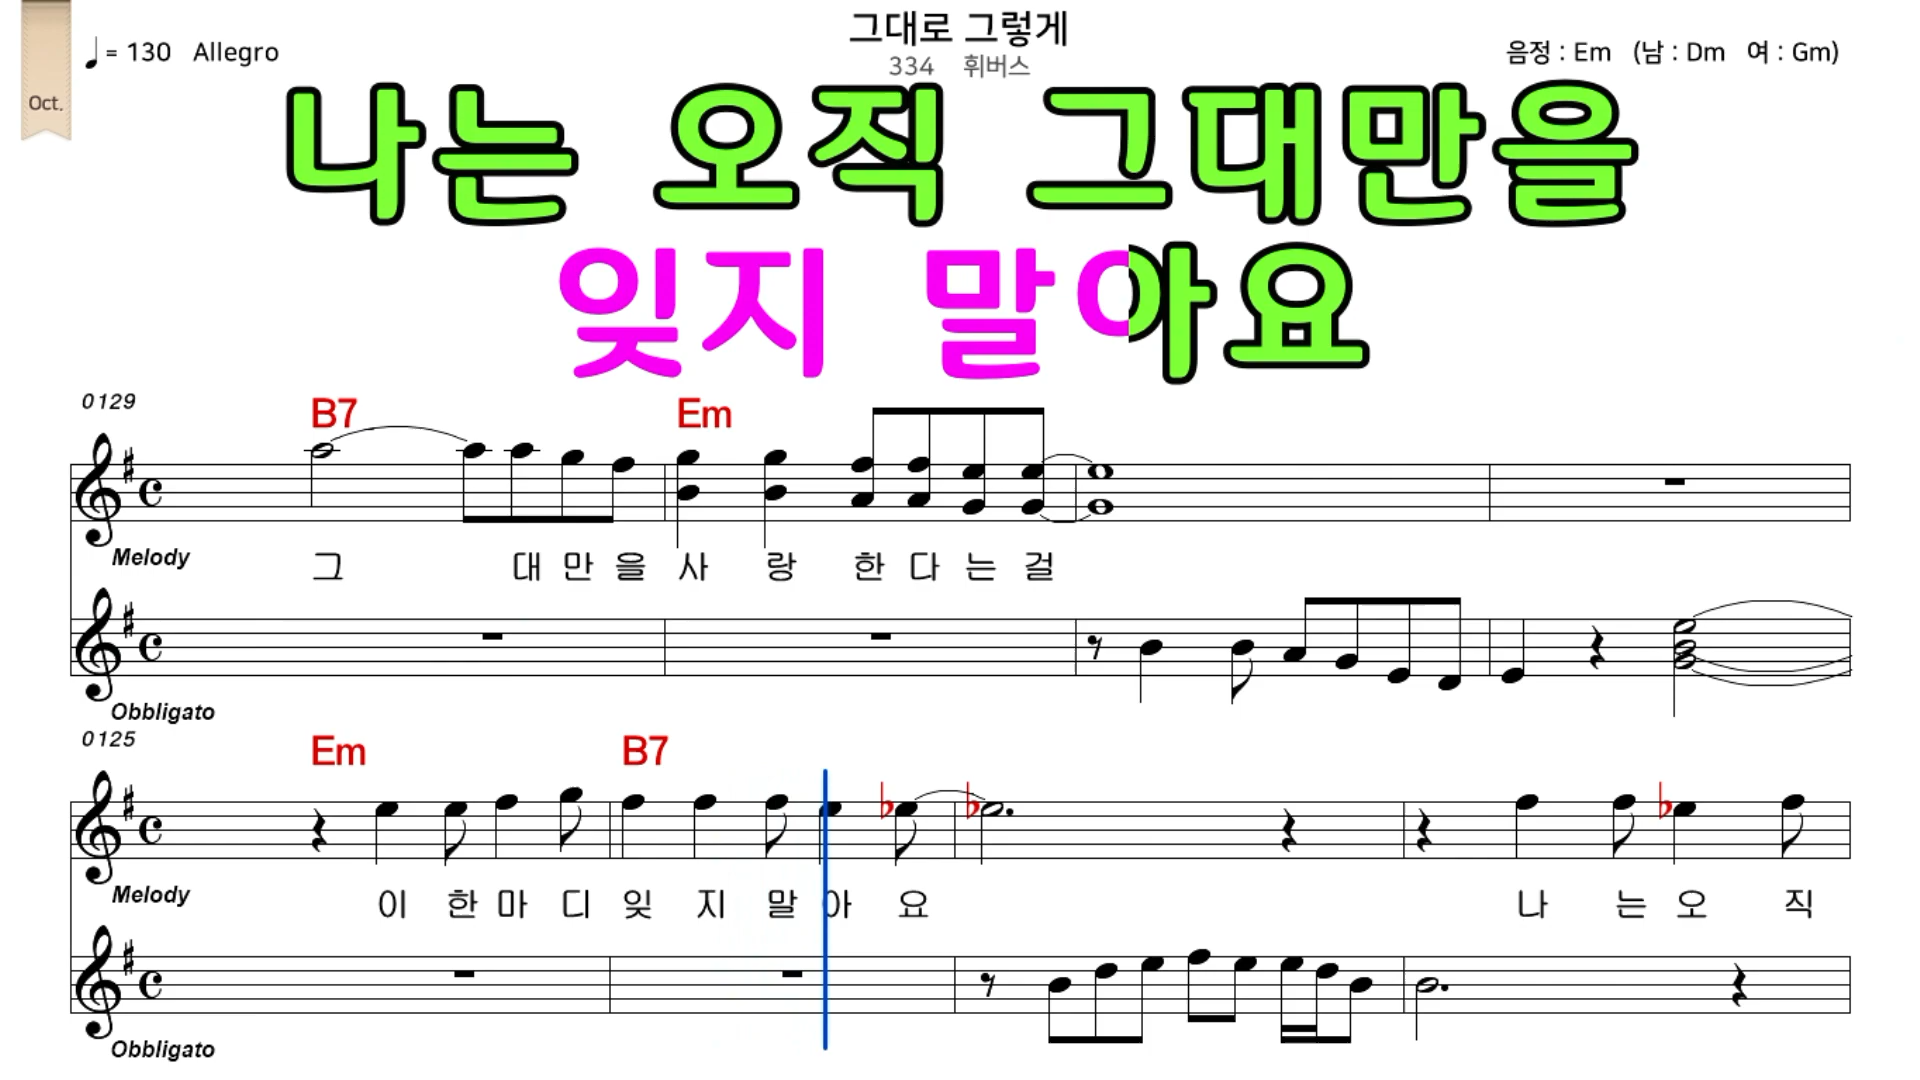 그대로 그렇게
♩= 130 Allegro
334 휘버스
음정 : Em (남 : Dm 여 : Gm)
Oct.
나는 오직 그대만을
잊지 말아요
0129
B7 Em
Melody
그 대 만 을 사 랑 한 다 는 걸
Obbligato
0125
Em B7
Melody
이 한 마 디 잊 지 말 아 요 나 는 오 직
Obbligato